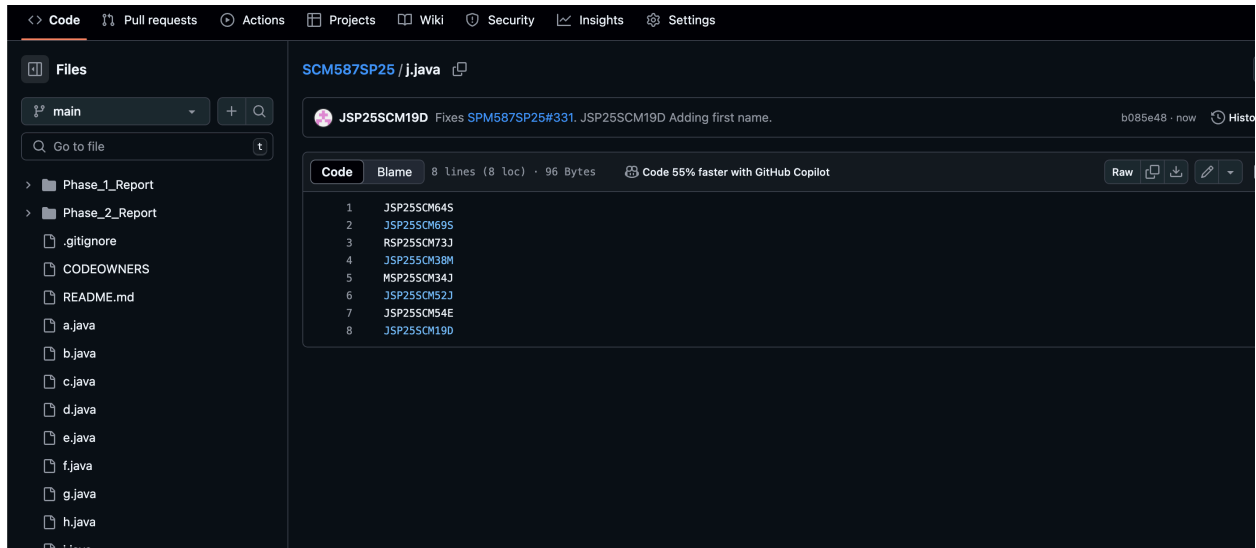 Code Pull requests Actions Projects Wiki Security Insights Settings
Files
main
Go to file t
Phase_1_Report
Phase_2_Report
.gitignore
CODEOWNERS
README.md
a.java
b.java
c.java
d.java
e.java
f.java
g.java
h.java
SCM587SP25 / j.java
JSP25SCM19D Fixes SPM587SP25#331. JSP25SCM19D Adding first name. b085e48 · now Histo
Code Blame 8 lines (8 loc) · 96 Bytes Code 55% faster with GitHub Copilot Raw
1 JSP25SCM64S
2 JSP25SCM69S
3 RSP25SCM73J
4 JSP255CM38M
5 MSP25SCM34J
6 JSP25SCM52J
7 JSP25SCM54E
8 JSP25SCM19D